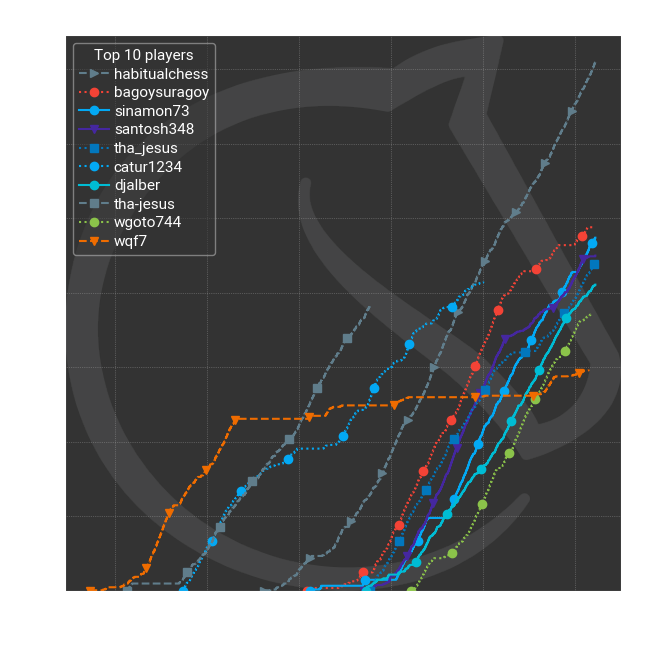 Top 10 players
habitualchess
bagoysuragoy
sinamon73
santosh348
tha_jesus
catur1234
djalber
tha-jesus
wgoto744
wqf7